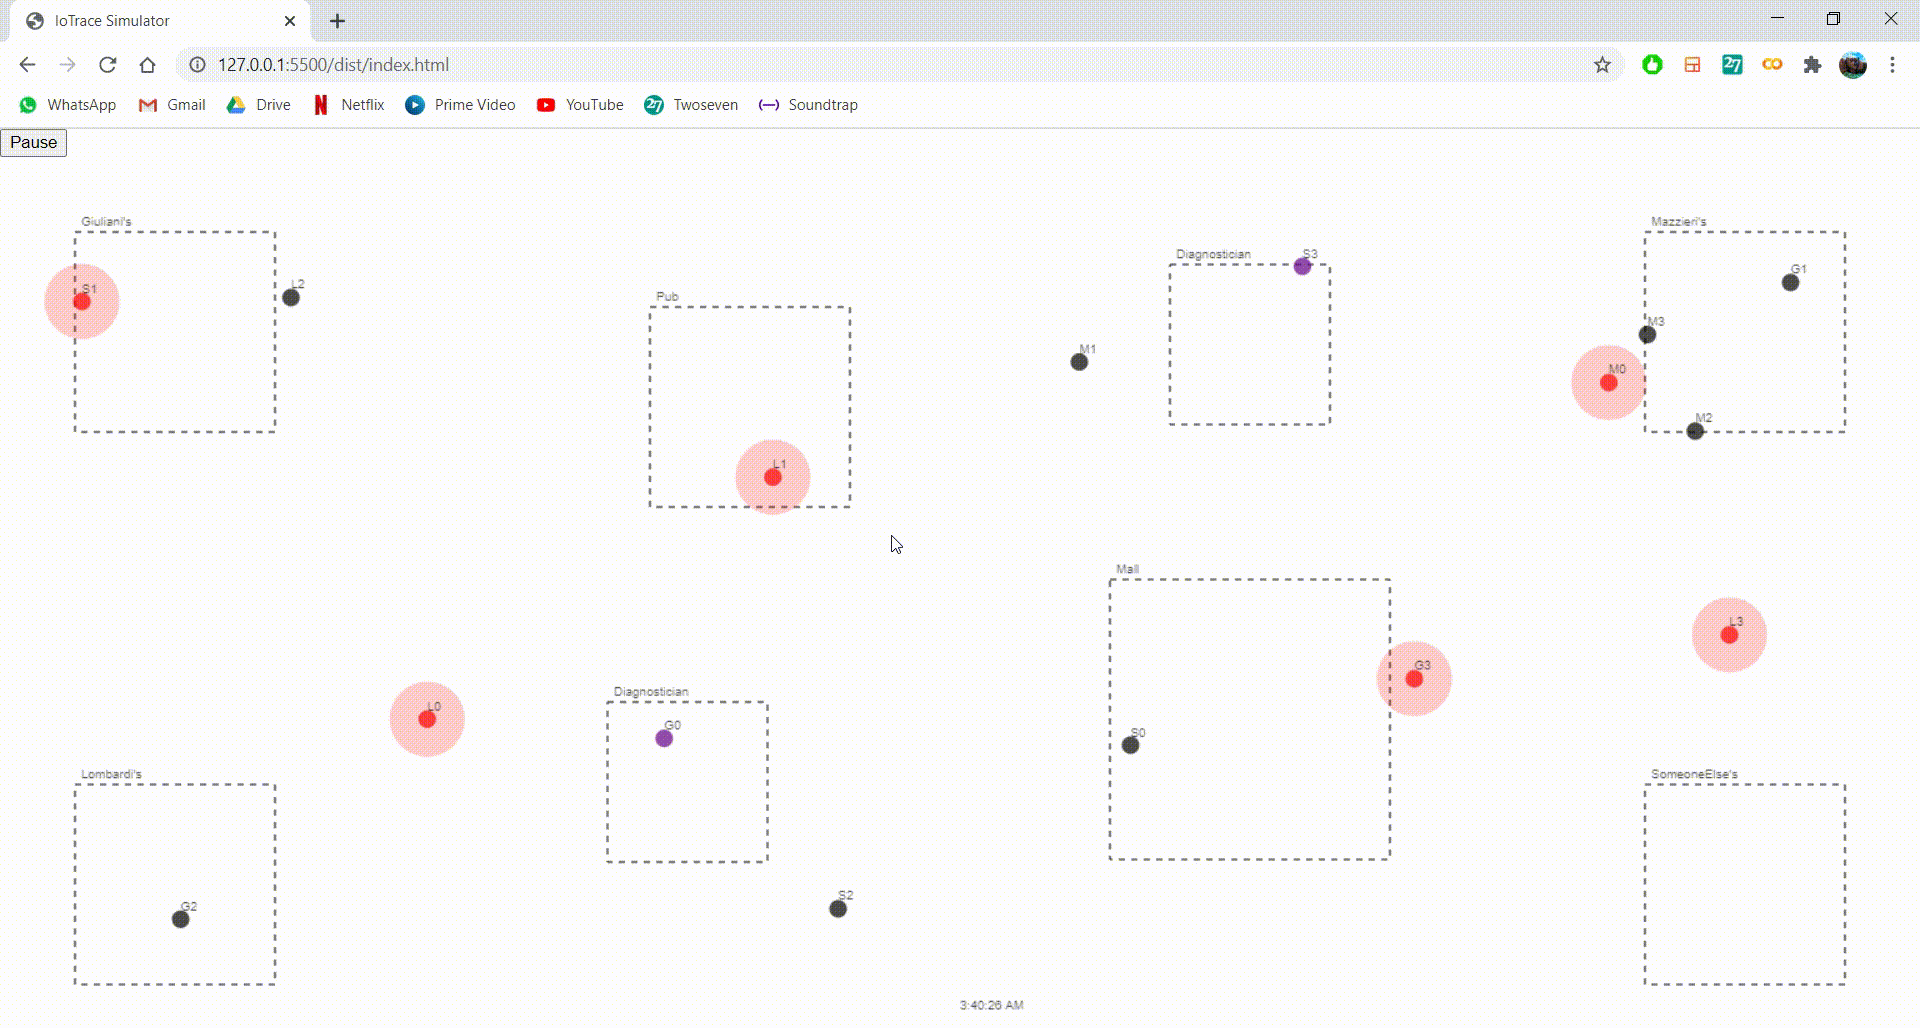 IoTrace Simulator
127.0.0.1:5500/dist/index.html
27
WhatsApp Gmail Drive Netflix Prime Video YouTube 27 Twoseven Soundtrap
Pause
Giuliani's
Mazzieri's
Diagnostician
S3
G1
S1
L2
Pub
M3
M1
M0
M2
L1
Mall
L3
G3
Diagnostician
L0
G0
S0
Lombardi's
SomeoneElse's
S2
G2
3:40:26 AM